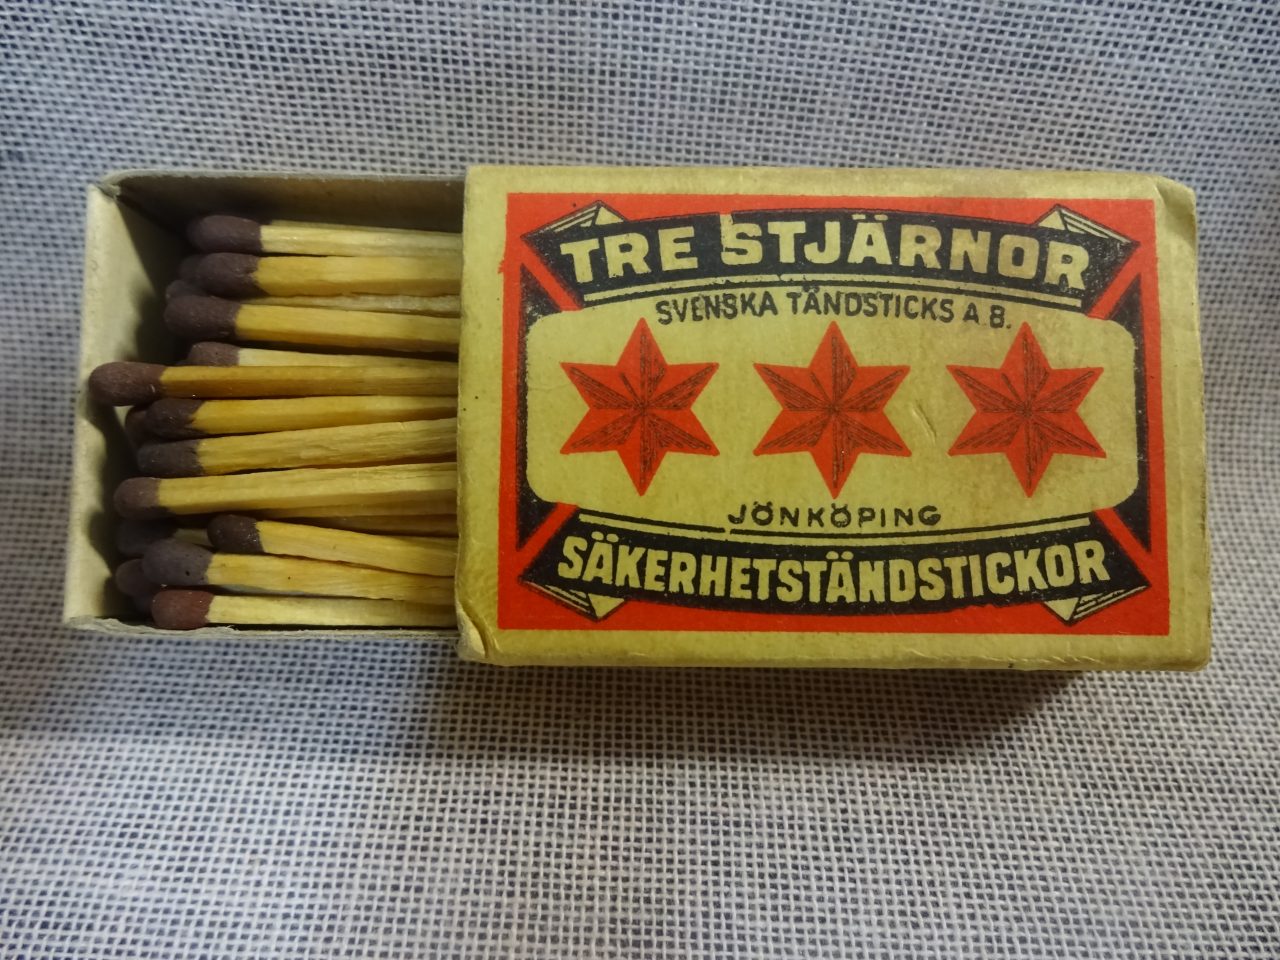 TRE STJÄRNOR
SVENSKA TÄNDSTICKS A.B.
JÖNKÖPING
SÄKERHETSTÄNDSTICKOR